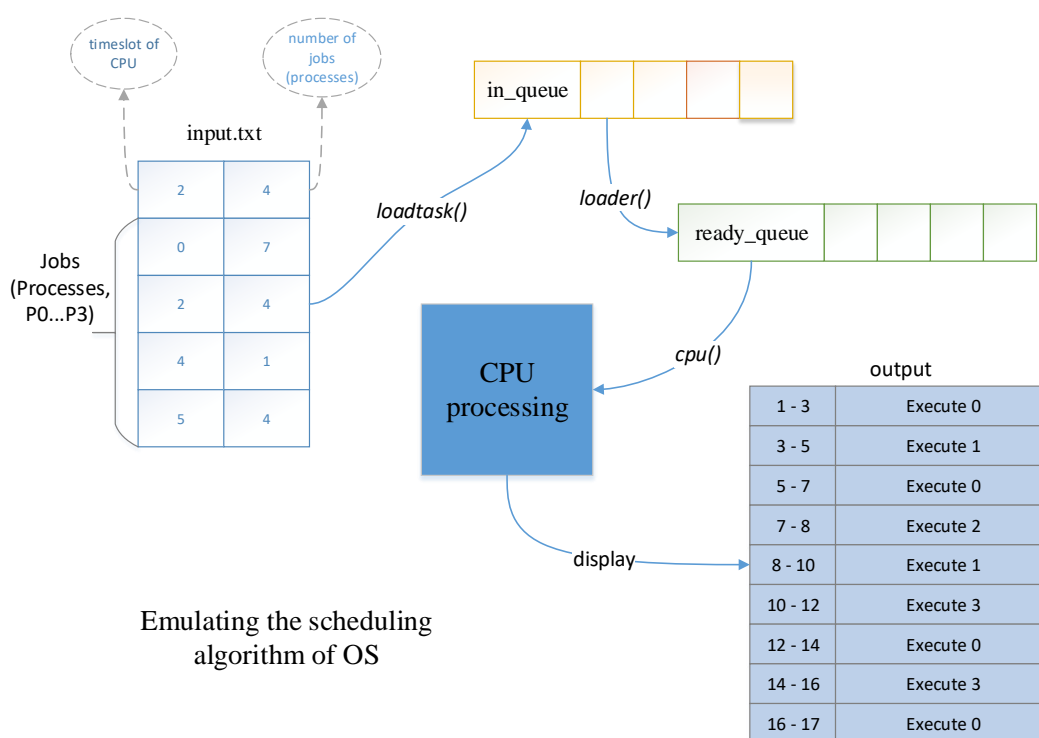 timeslot of
CPU
number of
jobs
(processes)
input.txt
2 4
0 7
2 4
4 1
5 4
Jobs
(Processes,
P0...P3)
loadtask()
in_queue
loader()
ready_queue
cpu()
CPU
processing
display
output
1 - 3 Execute 0
3 - 5 Execute 1
5 - 7 Execute 0
7 - 8 Execute 2
8 - 10 Execute 1
10 - 12 Execute 3
12 - 14 Execute 0
14 - 16 Execute 3
16 - 17 Execute 0
Emulating the scheduling
algorithm of OS